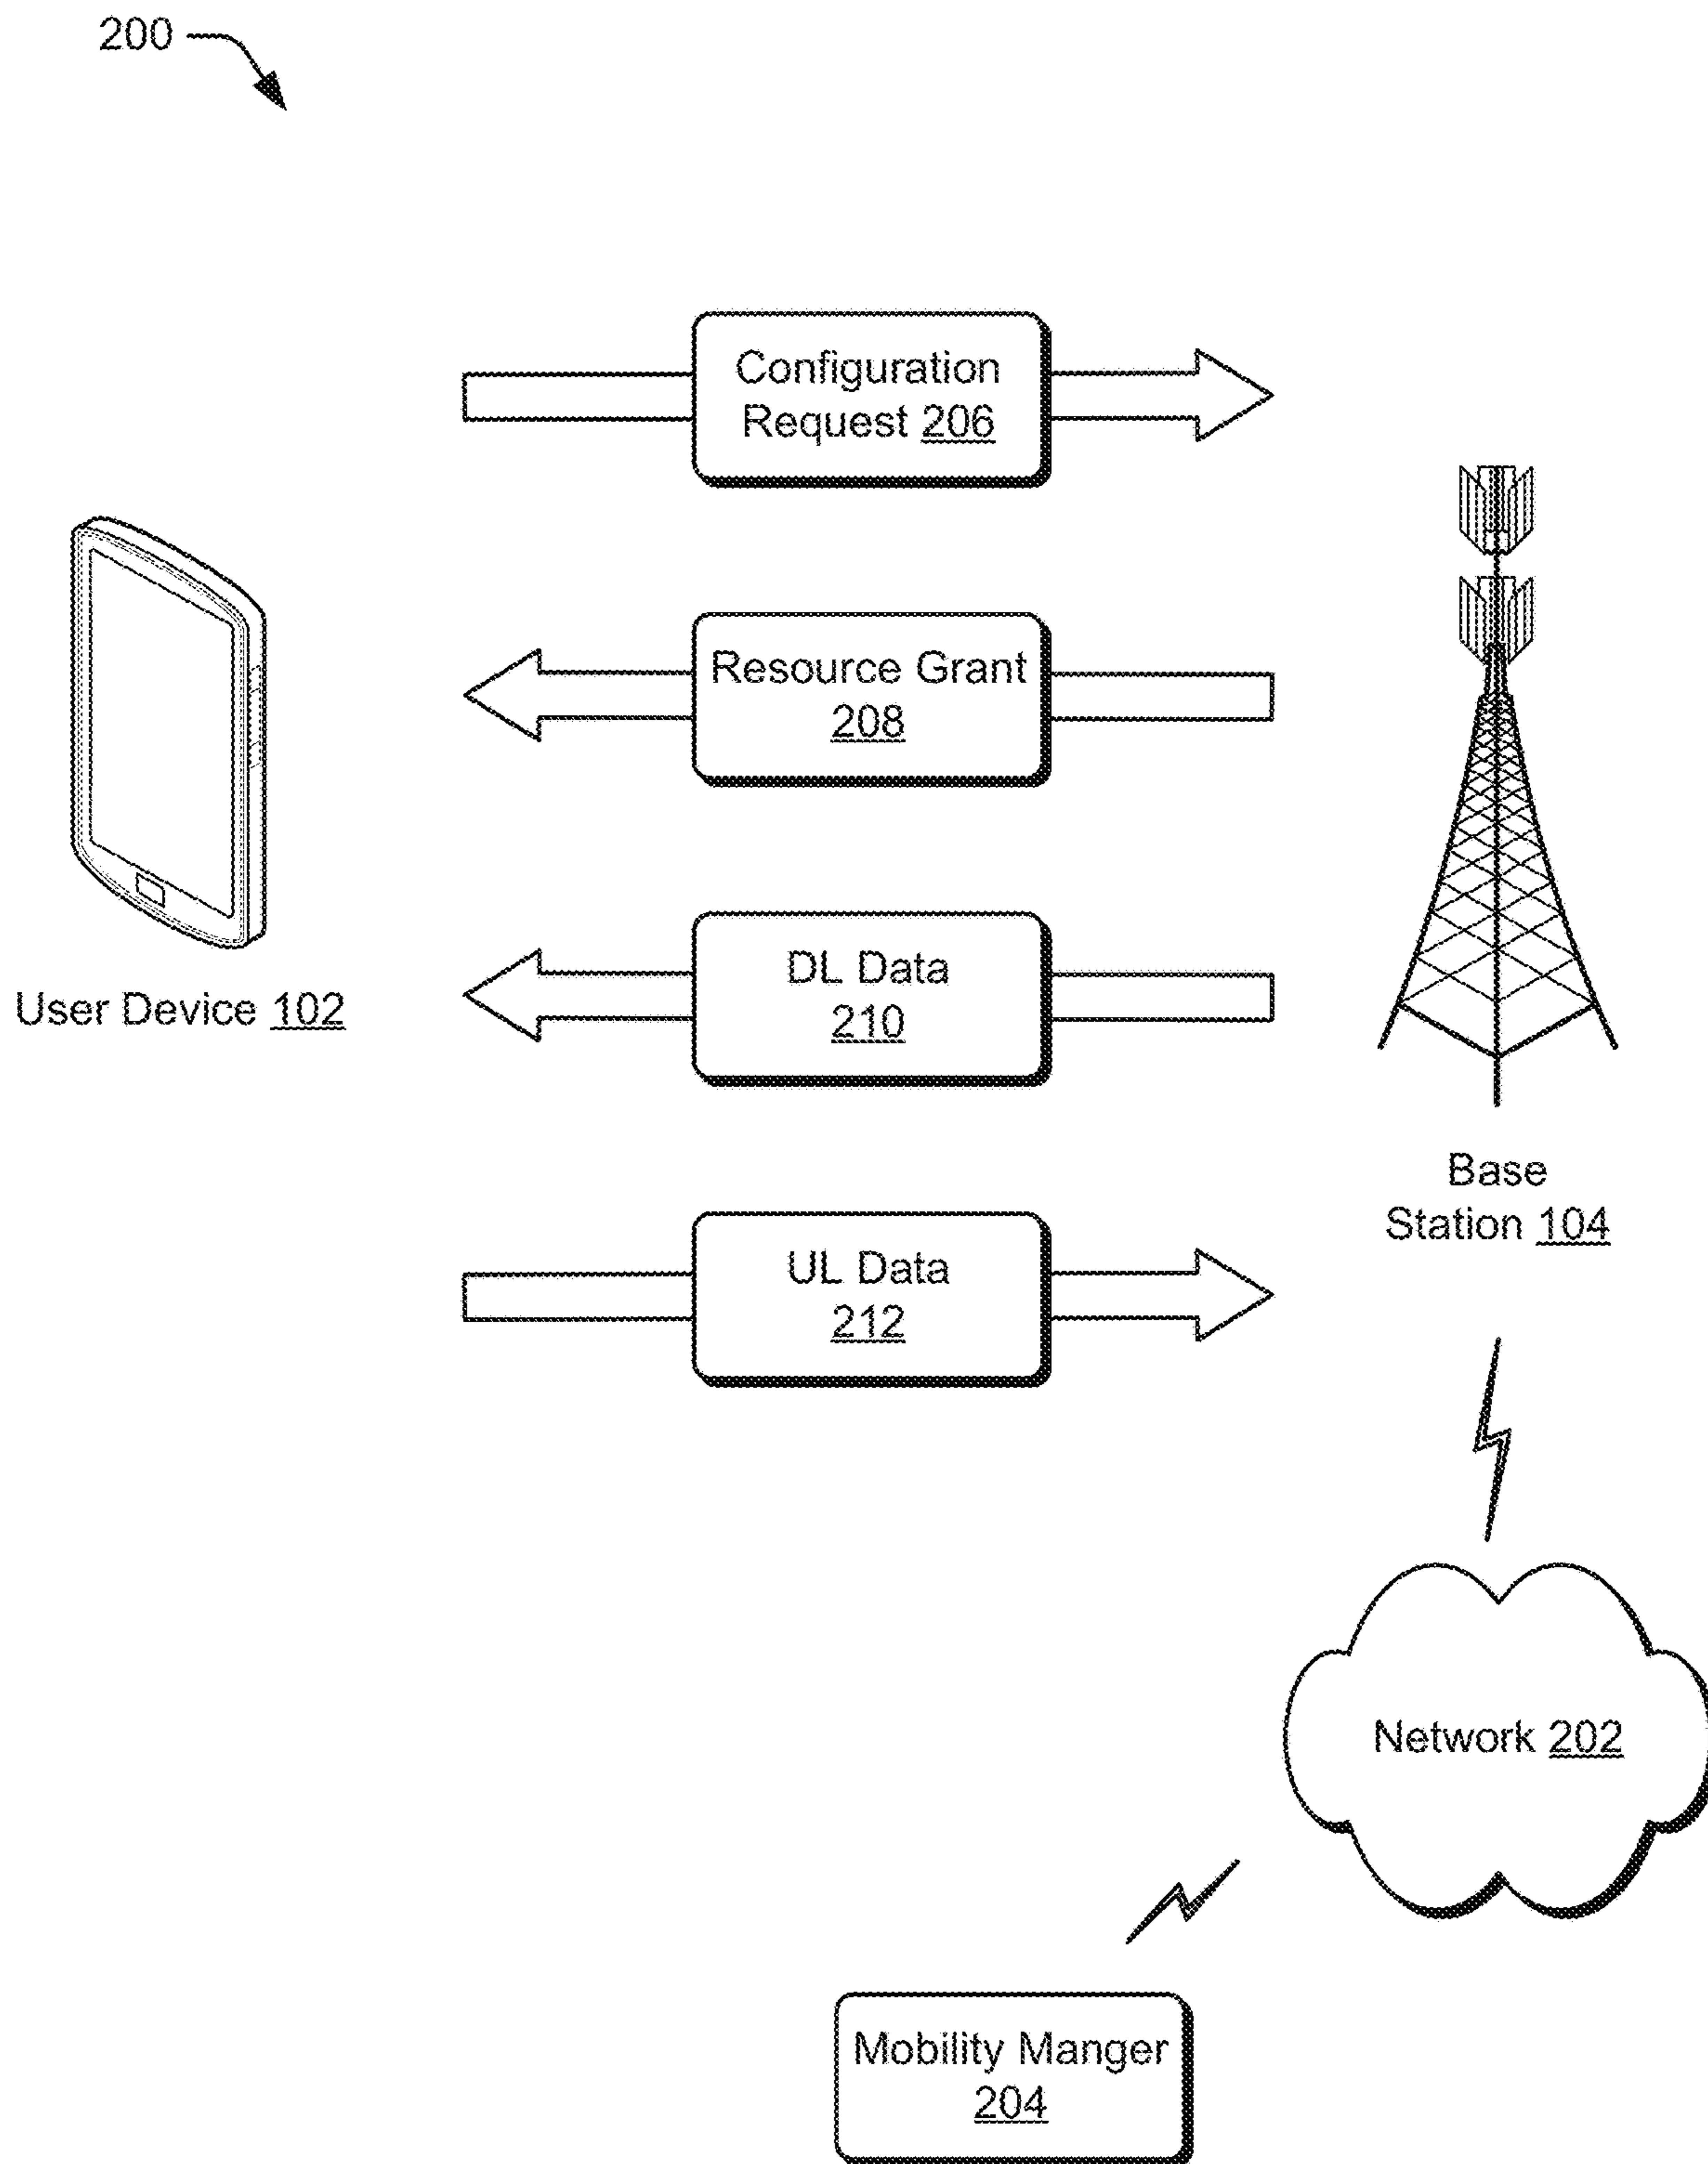 200
Configuration
Request 206
Resource Grant
208
User Device 102
DL Data
210
Base
Station 104
UL Data
212
Network 202
Mobility Manger
204